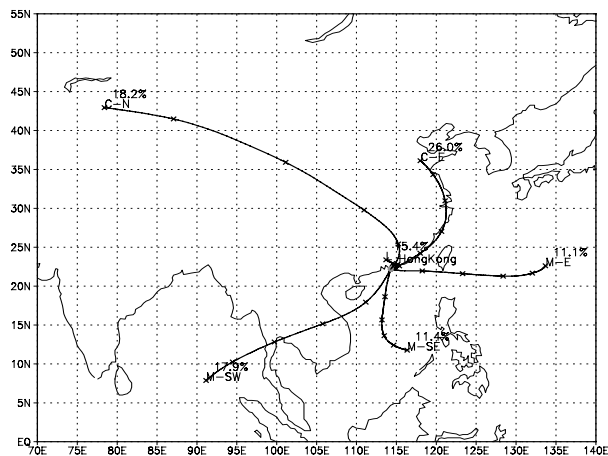 55N
50N
45N
18.2%
C-N
40N
26.0%
C-E
35N
30N
25N
15.4%
HongKong
11.1%
M-E
20N
15N
11.4%
M-SE
10N
17.9%
M-SW
5N
EQ
70E 75E 80E 85E 90E 95E 100E 105E 110E 115E 120E 125E 130E 135E 140E